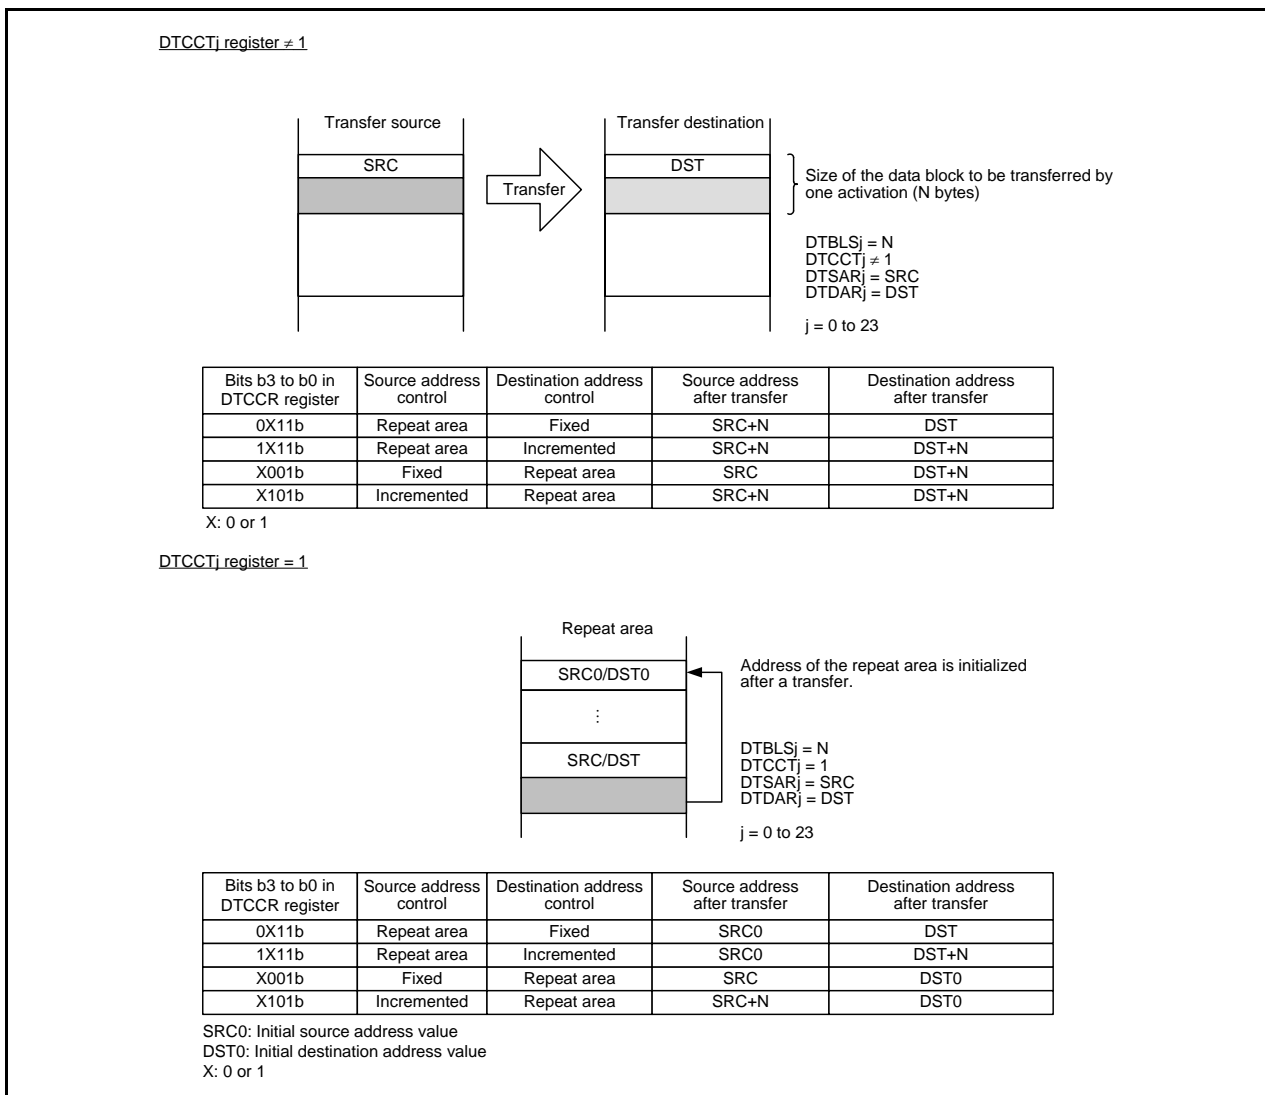 DTCCTj register ≠ 1
Transfer source
Transfer destination
SRC
DST
Transfer
Size of the data block to be transferred by
one activation (N bytes)
DTBLSj = N
DTCCTj ≠ 1
DTSARj = SRC
DTDARj = DST
j = 0 to 23
Bits b3 to b0 in DTCCR register | Source address control | Destination address control | Source address after transfer | Destination address after transfer
0X11b | Repeat area | Fixed | SRC+N | DST
1X11b | Repeat area | Incremented | SRC+N | DST+N
X001b | Fixed | Repeat area | SRC | DST+N
X101b | Incremented | Repeat area | SRC+N | DST+N
X: 0 or 1
DTCCTj register = 1
Repeat area
SRC0/DST0
⋮
SRC/DST
Address of the repeat area is initialized
after a transfer.
DTBLSj = N
DTCCTj = 1
DTSARj = SRC
DTDARj = DST
j = 0 to 23
Bits b3 to b0 in DTCCR register | Source address control | Destination address control | Source address after transfer | Destination address after transfer
0X11b | Repeat area | Fixed | SRC0 | DST
1X11b | Repeat area | Incremented | SRC0 | DST+N
X001b | Fixed | Repeat area | SRC | DST0
X101b | Incremented | Repeat area | SRC+N | DST0
SRC0: Initial source address value
DST0: Initial destination address value
X: 0 or 1